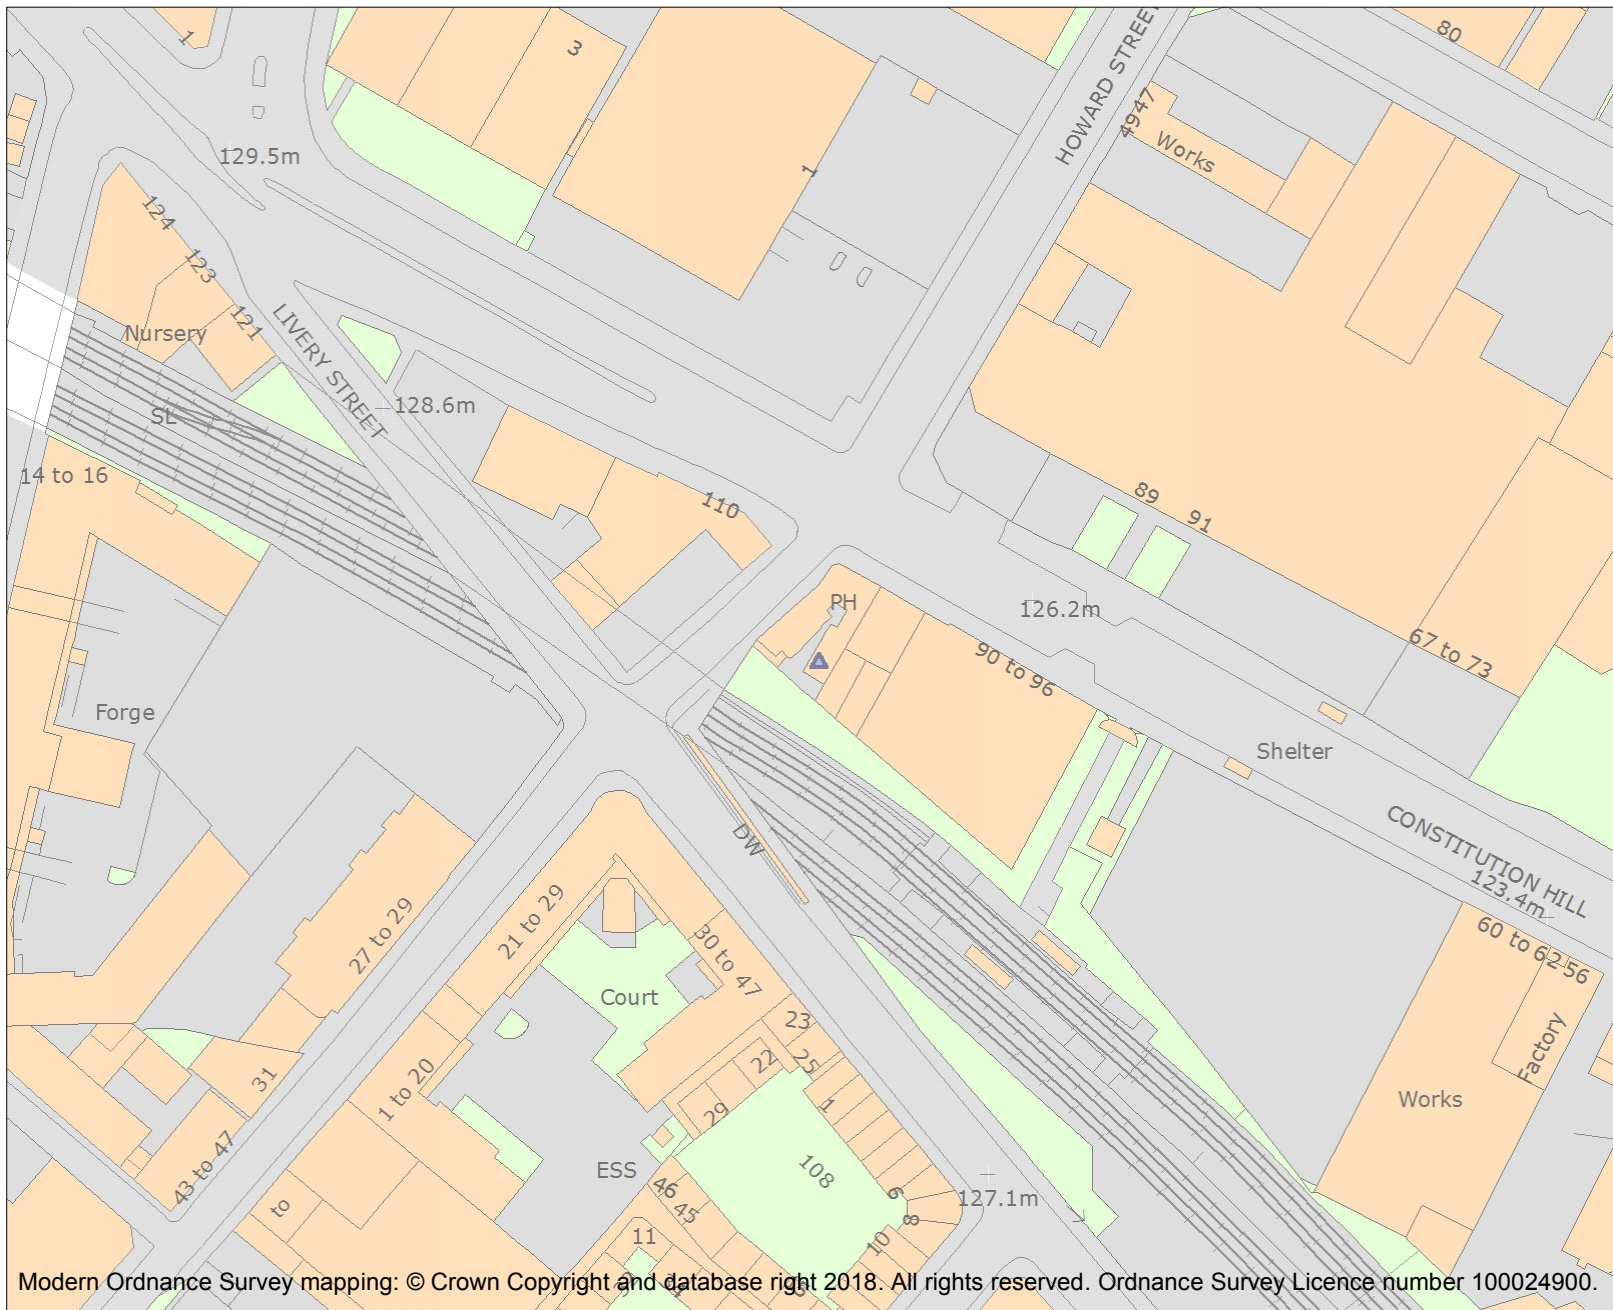 1
3
80
HOWARD STREET
4947
Works
129.5m
1
124
123
121
Nursery
LIVERY STREET
SL
128.6m
14 to 16
110
89
91
PH
126.2m
90 to 96
67 to 73
Forge
Shelter
DW
CONSTITUTION HILL
123.4m
27 to 29
21 to 29
30 to 47
60 to 62
56
Court
23
25
22
Factory
31
1 to 20
29
1
Works
43 to 47
ESS
108
46
45
6
8
127.1m
to
11
10
Modern Ordnance Survey mapping: © Crown Copyright and database right 2018. All rights reserved. Ordnance Survey Licence number 100024900.